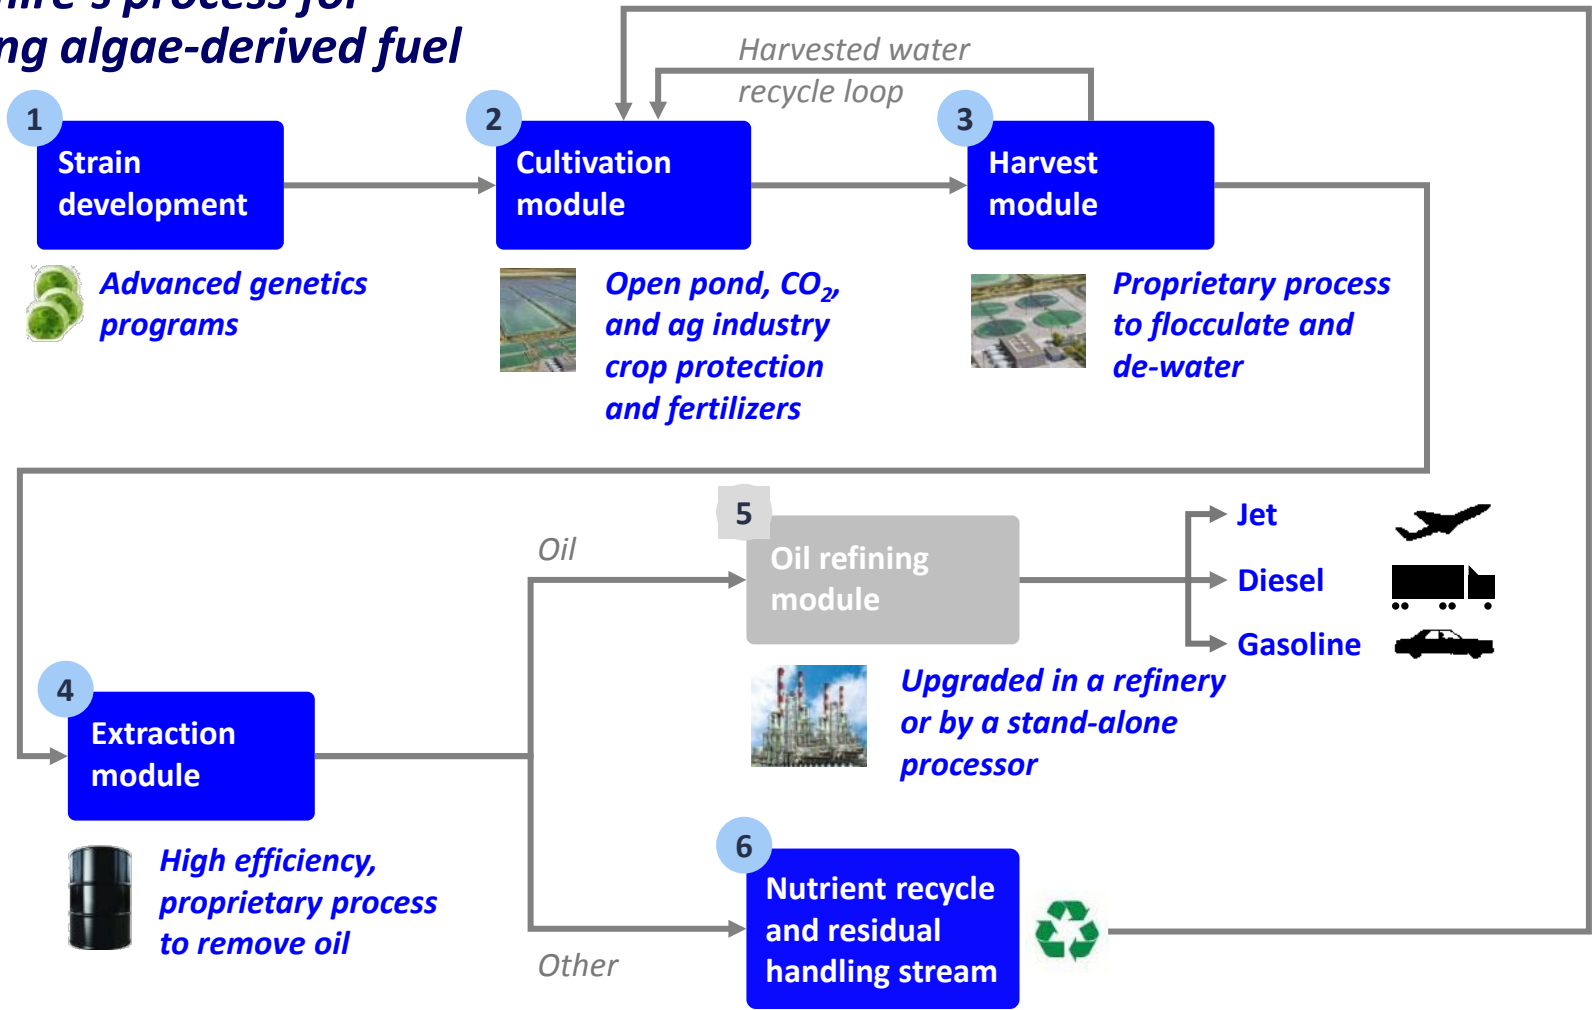 process for
algae-derived fuel
Harvested water
recycle loop
1
Strain
development
2
Cultivation
module
3
Harvest
module
Advanced genetics
programs
Open pond, CO₂,
and ag industry
crop protection
and fertilizers
Proprietary process
to flocculate and
de-water
Oil
5
Oil refining
module
Jet
Diesel
Gasoline
Upgraded in a refinery
or by a stand-alone
processor
4
Extraction
module
High efficiency,
proprietary process
to remove oil
Other
6
Nutrient recycle
and residual
handling stream